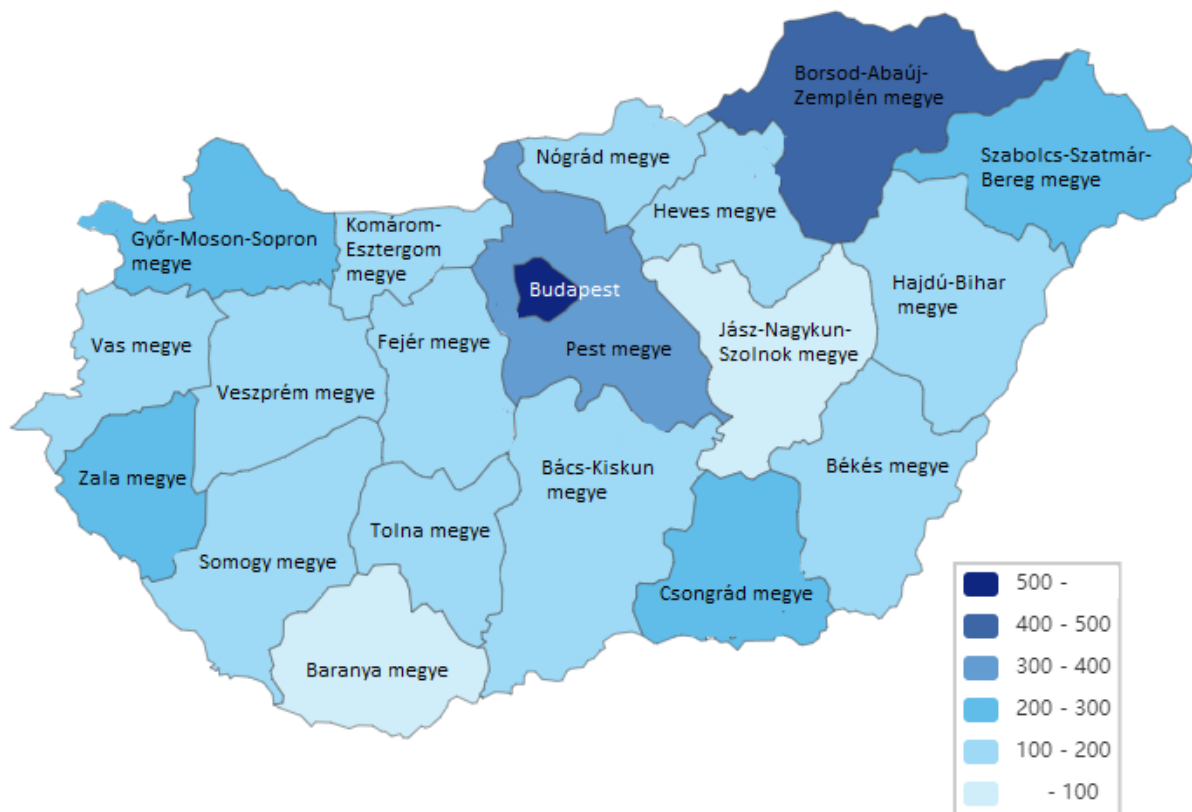 Borsod-Abaúj-
Zemplén megye
Szabolcs-Szatmár-
Bereg megye
Nógrád megye
Heves megye
Győr-Moson-Sopron
megye
Komárom-
Esztergom
megye
Budapest
Hajdú-Bihar
megye
Vas megye
Fejér megye
Pest megye
Jász-Nagykun-
Szolnok megye
Veszprém megye
Zala megye
Bács-Kiskun
megye
Békés megye
Tolna megye
Somogy megye
Csongrád megye
Baranya megye
500 -
400 - 500
300 - 400
200 - 300
100 - 200
- 100